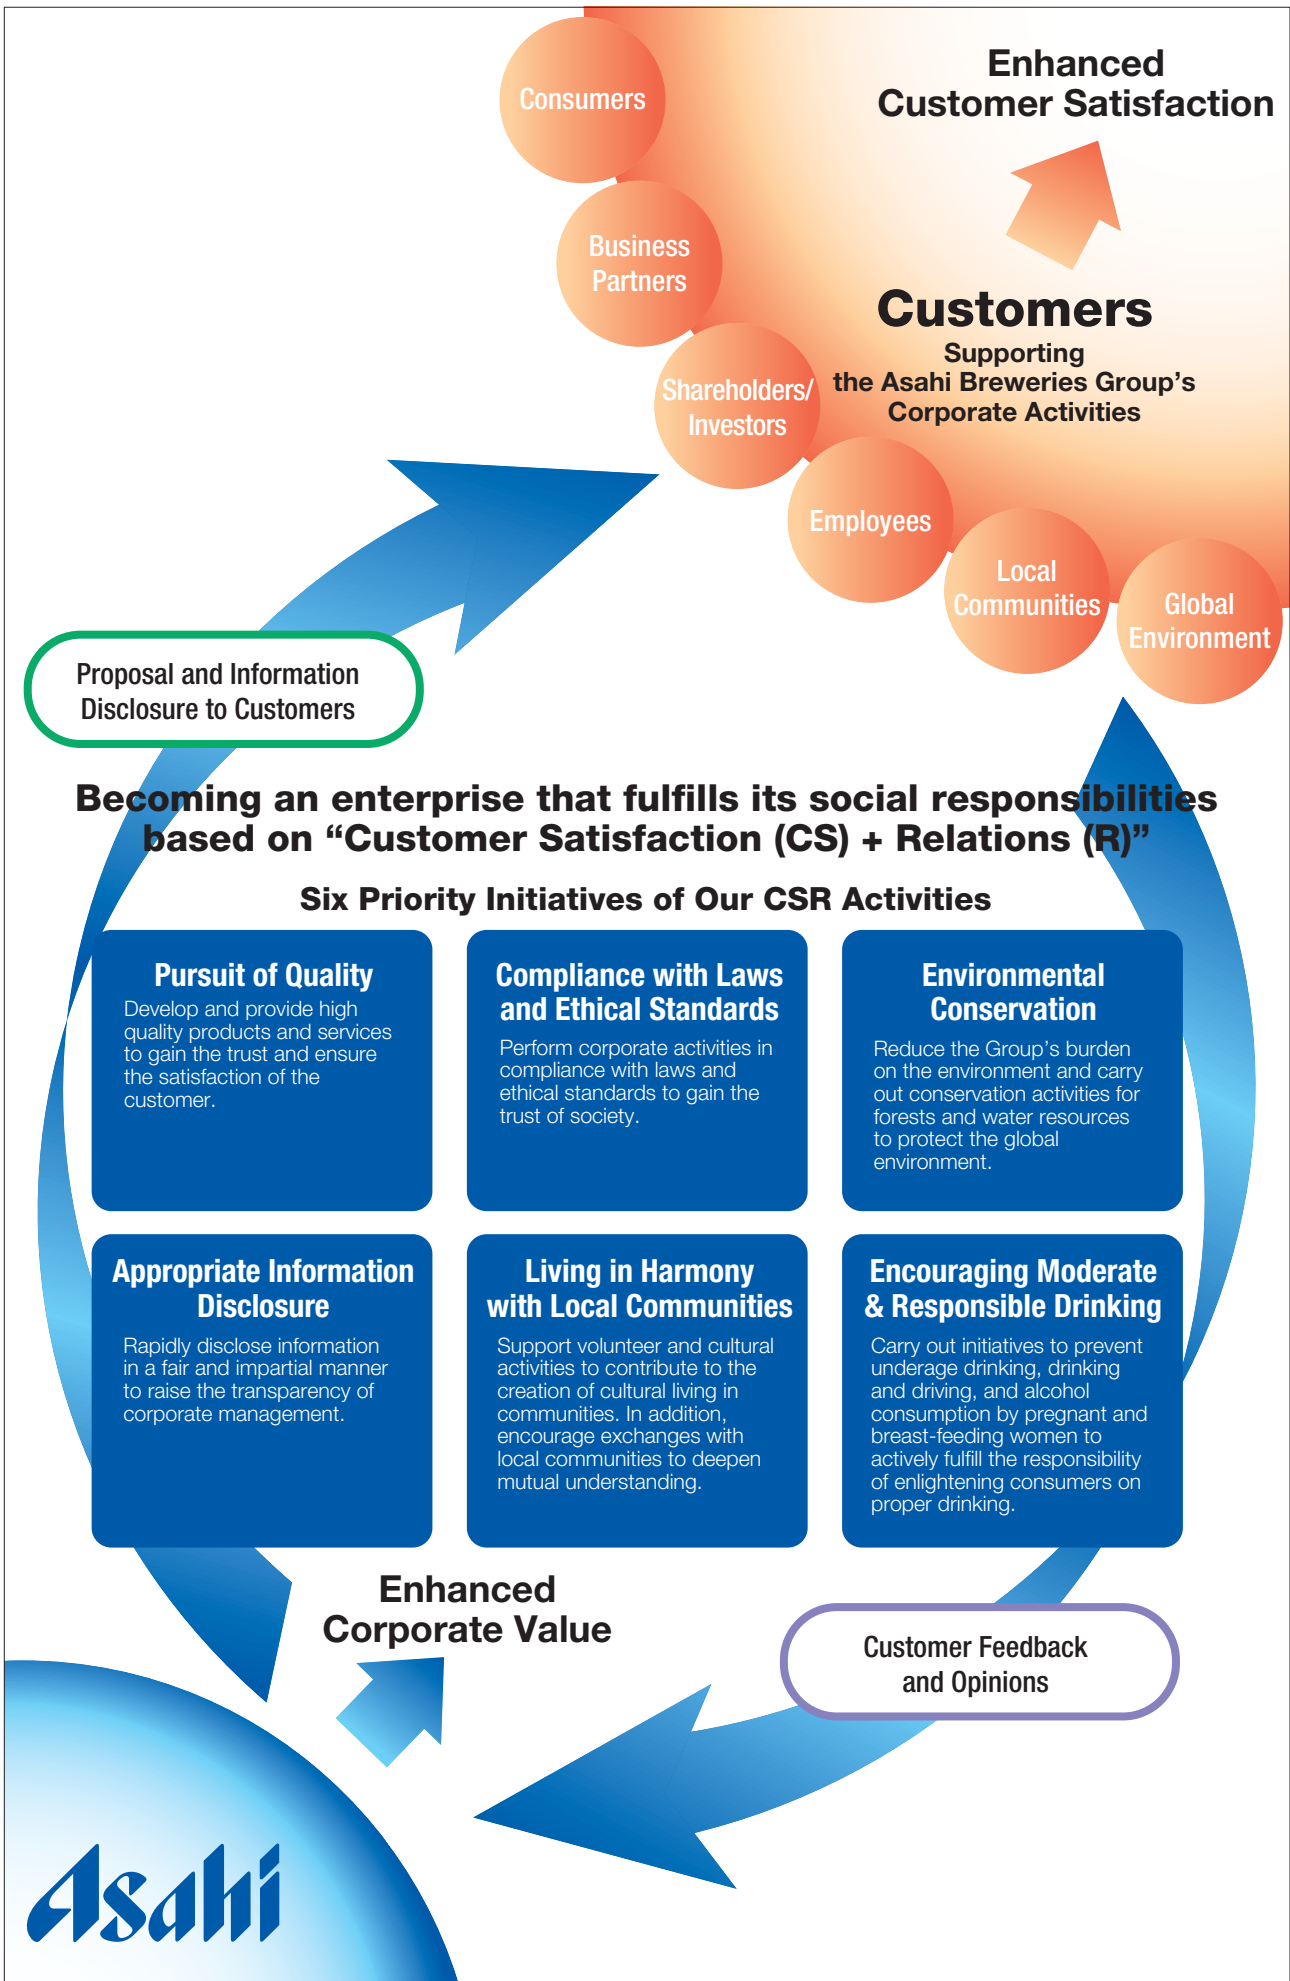 Enhanced
Customer Satisfaction
Consumers
Business
Partners
Customers
Supporting
the Asahi Breweries Group's
Corporate Activities
Shareholders/
Investors
Employees
Local
Communities
Global
Environment
Proposal and Information
Disclosure to Customers
Becoming an enterprise that fulfills its social responsibilities
based on “Customer Satisfaction (CS) + Relations (R)”
Six Priority Initiatives of Our CSR Activities
Pursuit of Quality
Develop and provide high
quality products and services
to gain the trust and ensure
the satisfaction of the
customer.
Compliance with Laws
and Ethical Standards
Perform corporate activities in
compliance with laws and
ethical standards to gain the
trust of society.
Environmental
Conservation
Reduce the Group's burden
on the environment and carry
out conservation activities for
forests and water resources
to protect the global
environment.
Appropriate Information
Disclosure
Rapidly disclose information
in a fair and impartial manner
to raise the transparency of
corporate management.
Living in Harmony
with Local Communities
Support volunteer and cultural
activities to contribute to the
creation of cultural living in
communities. In addition,
encourage exchanges with
local communities to deepen
mutual understanding.
Encouraging Moderate
& Responsible Drinking
Carry out initiatives to prevent
underage drinking, drinking
and driving, and alcohol
consumption by pregnant and
breast-feeding women to
actively fulfill the responsibility
of enlightening consumers on
proper drinking.
Enhanced
Corporate Value
Customer Feedback
and Opinions
Asahi